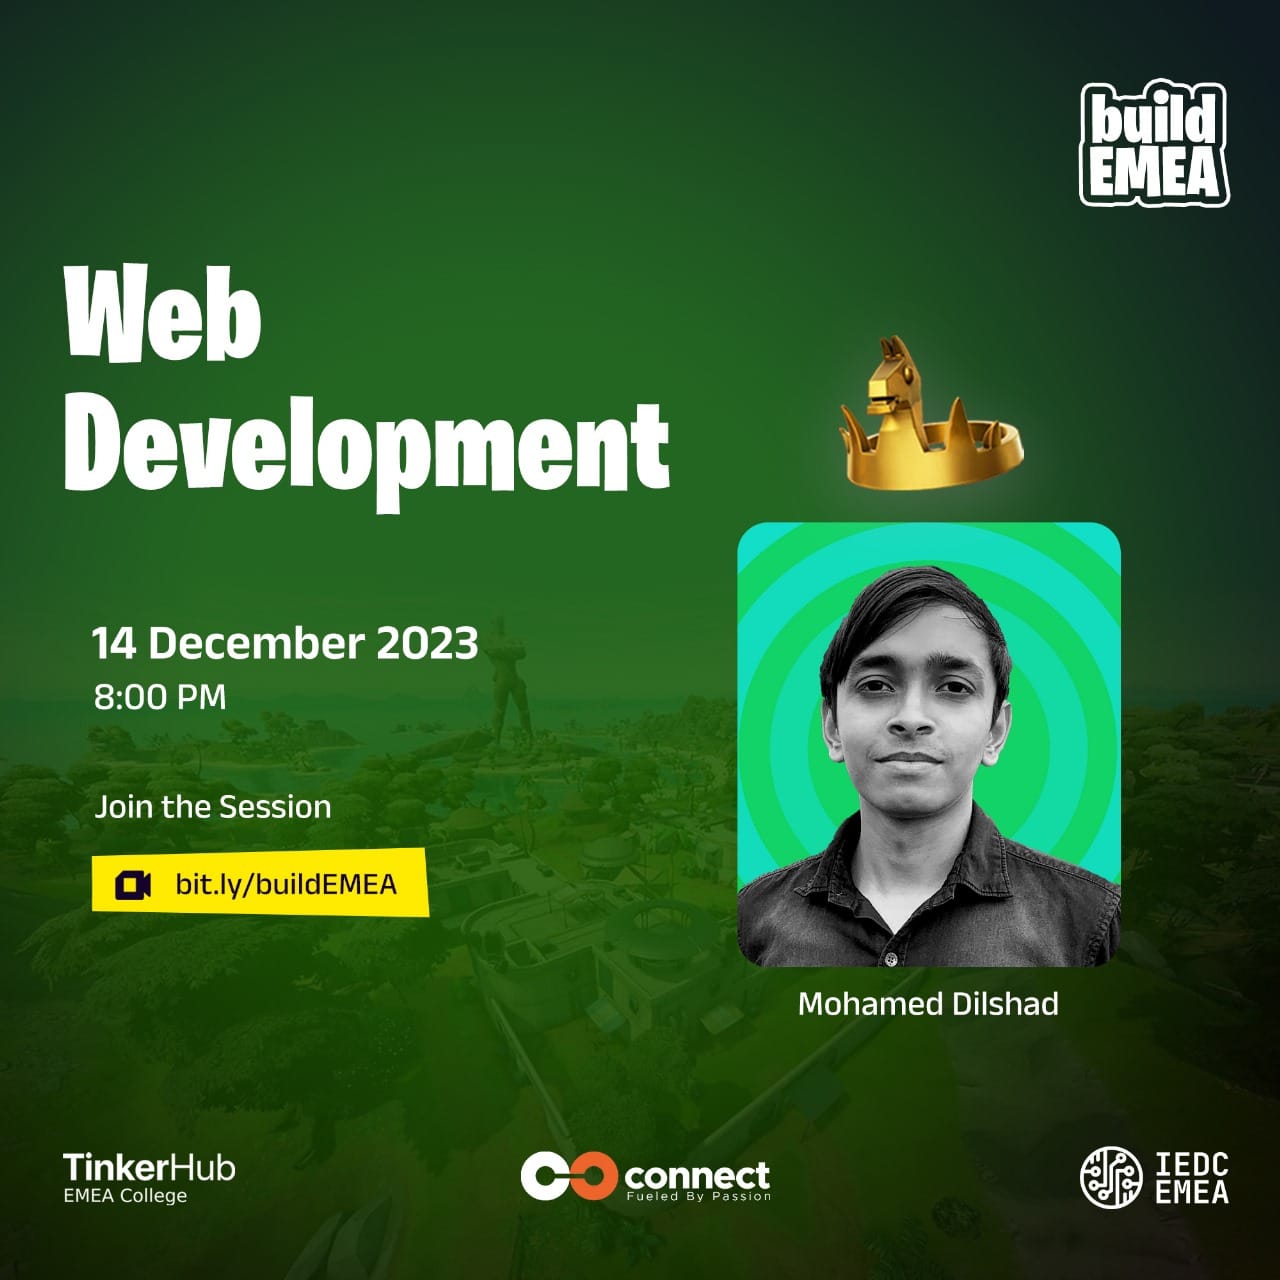 build
EMEA
Web
Development
14 December 2023
8:00 PM
Join the Session
bit.ly/buildEMEA
Mohamed Dilshad
TinkerHub
EMEA College
connect
Fueled By Passion
IEDC
EMEA